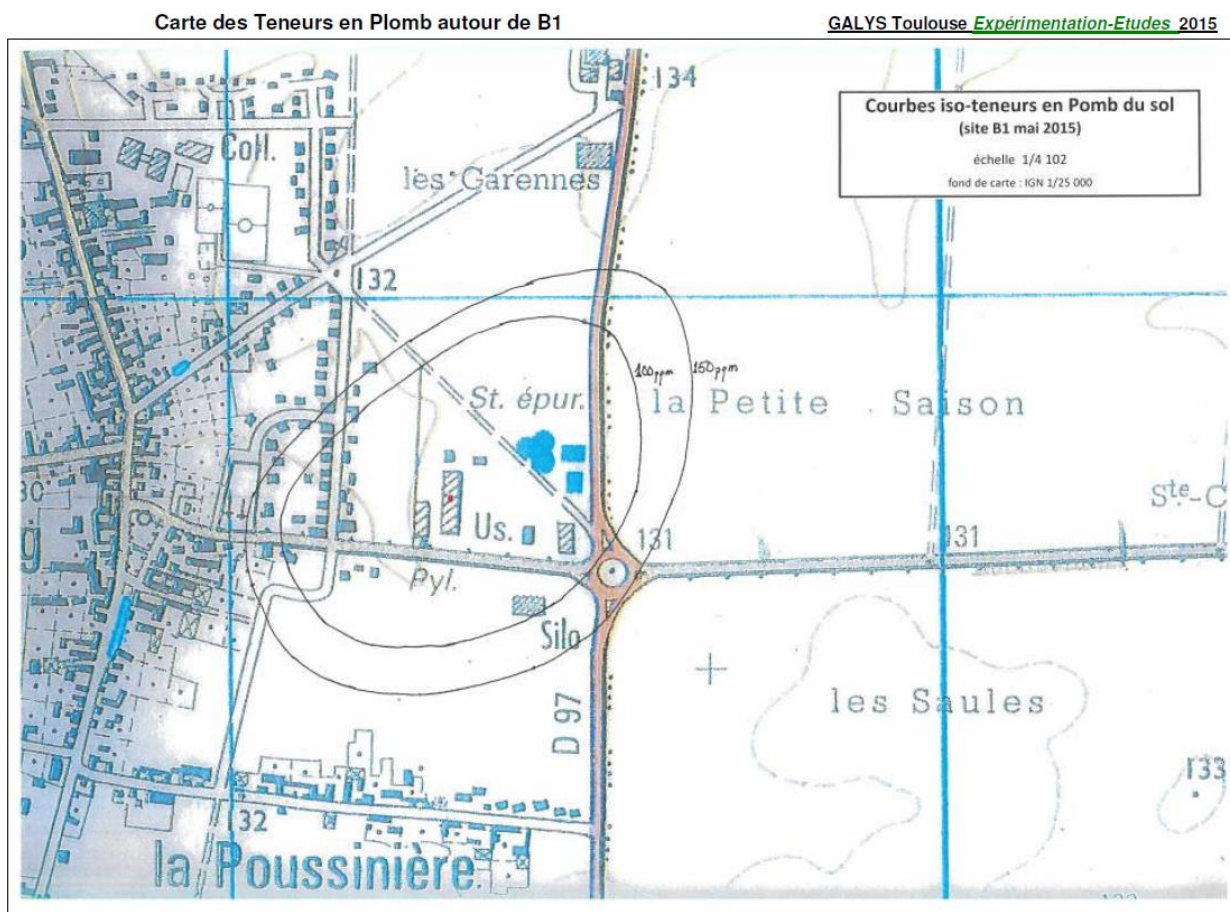 Carte des Teneurs en Plomb autour de B1
GALYS Toulouse Expérimentation-Etudes 2015
Courbes iso-teneurs en Pomb du sol
(site B1 mai 2015)
échelle 1/4 102
fond de carte : IGN 1/25 000
134
Coll.
les Garennes
132
100ppm
150ppm
St. épur.
la Petite Saison
Ste-C
Us.
131
131
g
Pyl.
Silo
D 97
les Saules
133
132
la Poussinière